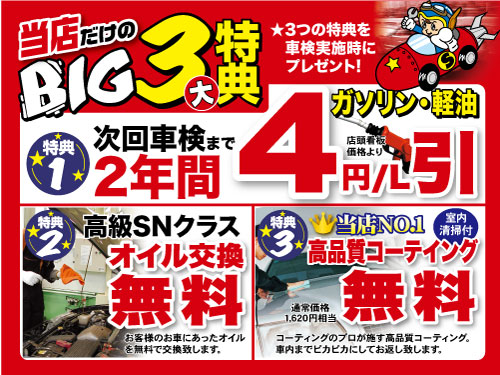 当店だけの
BIG3大特典
★3つの特典を
車検実施時に
プレゼント!
特典1
次回車検まで
2年間
ガソリン・軽油
店頭看板
価格より
4円/L引
特典2
高級SNクラス
オイル交換
無料
お客様のお車にあったオイル
を無料で交換致します。
特典3
当店NO.1
室内
清掃付
高品質コーティング
通常価格
1,620円相当
無料
コーティングのプロが施す高品質コーティング。
車内までピカピカにしてお返し致します。